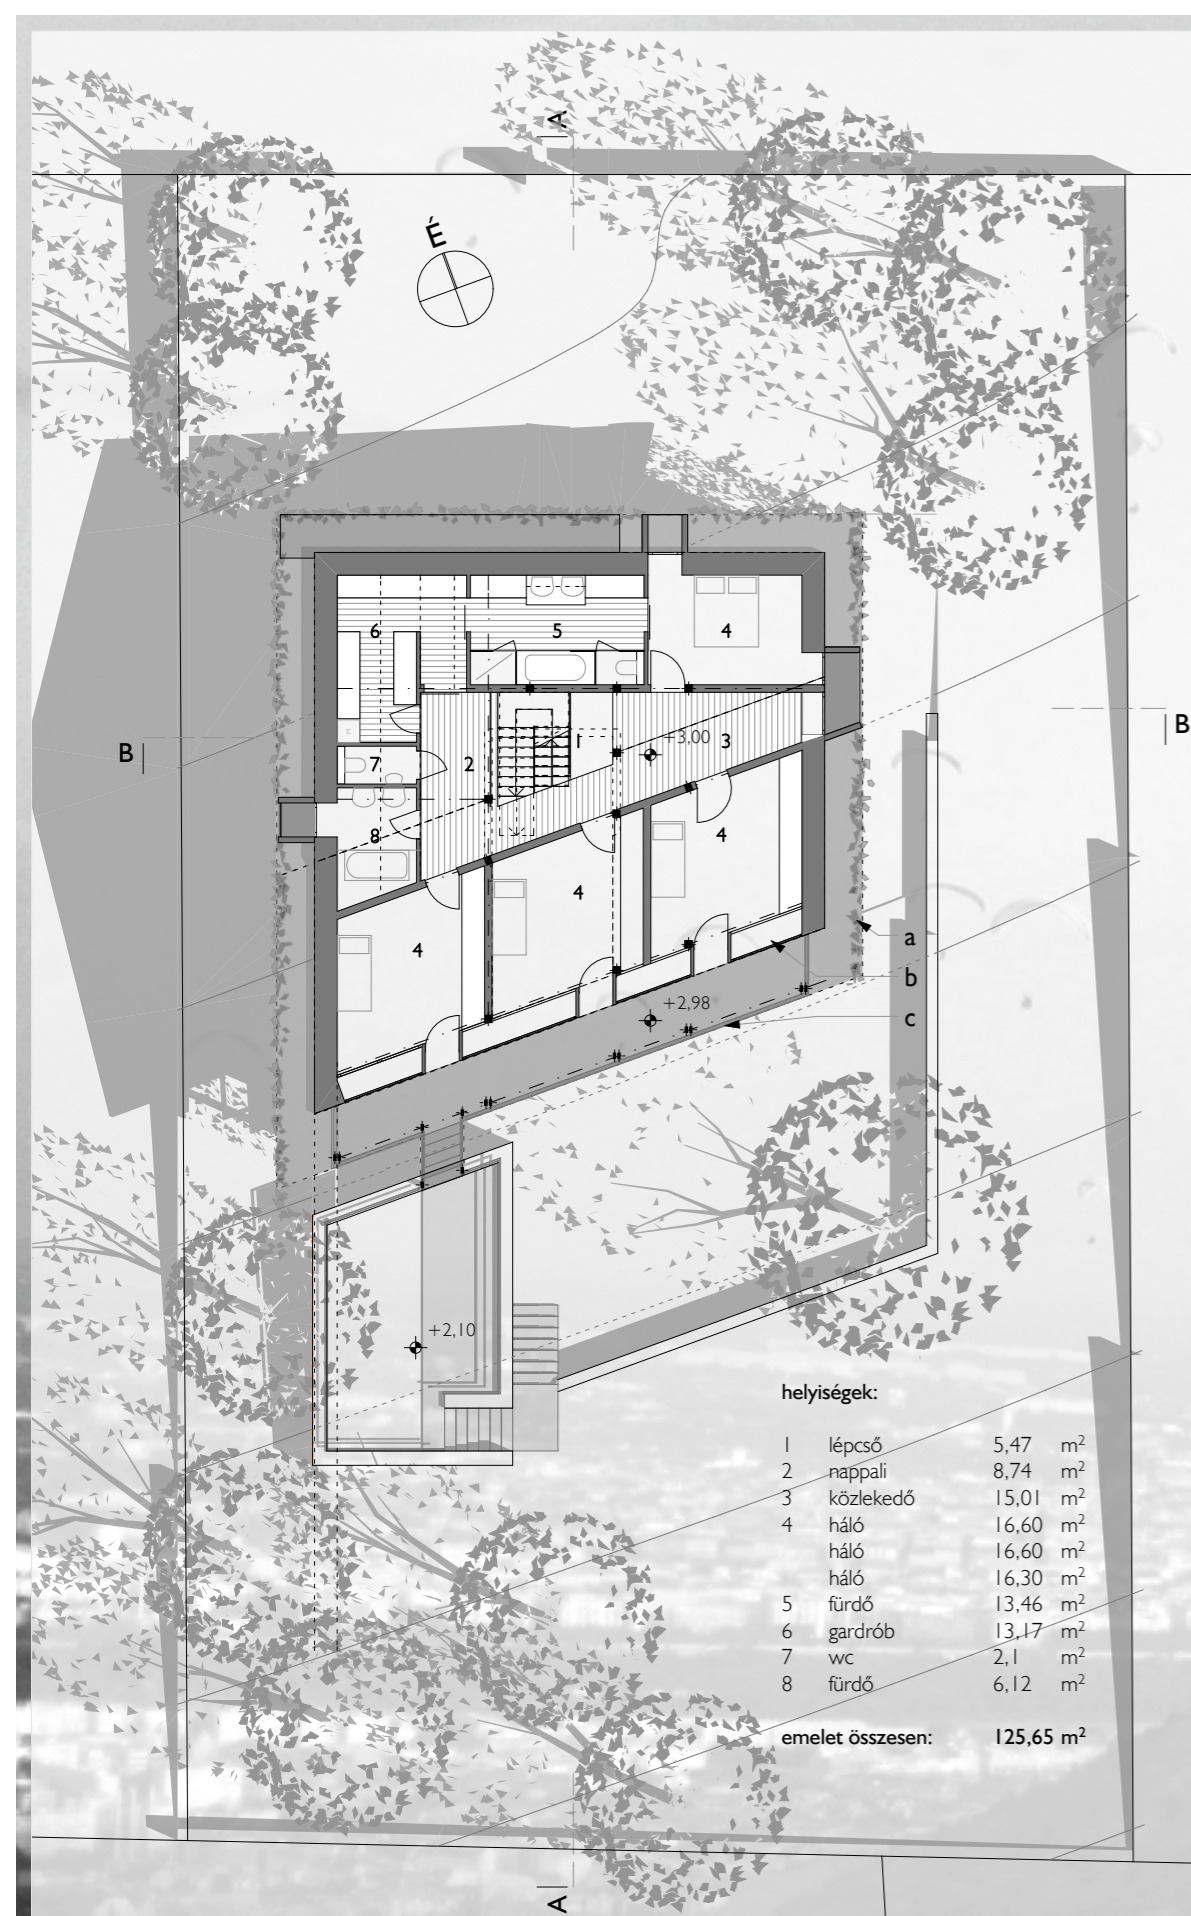 A
É
6
5
4
7
2
1
+3,00
3
B
B
8
4
4
4
a
b
+2,98
c
+2,10
helyiségek:
1 lépcső 5,47 m²
2 nappali 8,74 m²
3 közlekedő 15,01 m²
4 háló 16,60 m²
háló 16,60 m²
háló 16,30 m²
5 fürdő 13,46 m²
6 gardrób 13,17 m²
7 wc 2,1 m²
8 fürdő 6,12 m²
emelet összesen: 125,65 m²
A